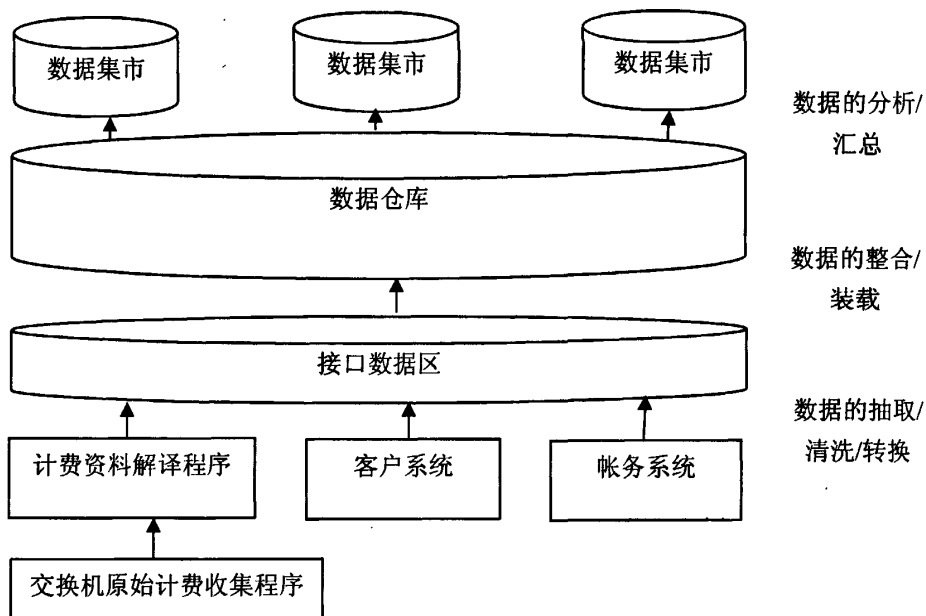 数据集市
数据集市
数据集市
数据的分析/
汇总
数据仓库
数据的整合/
装载
接口数据区
数据的抽取/
清洗/转换
计费资料解译程序
客户系统
帐务系统
交换机原始计费收集程序